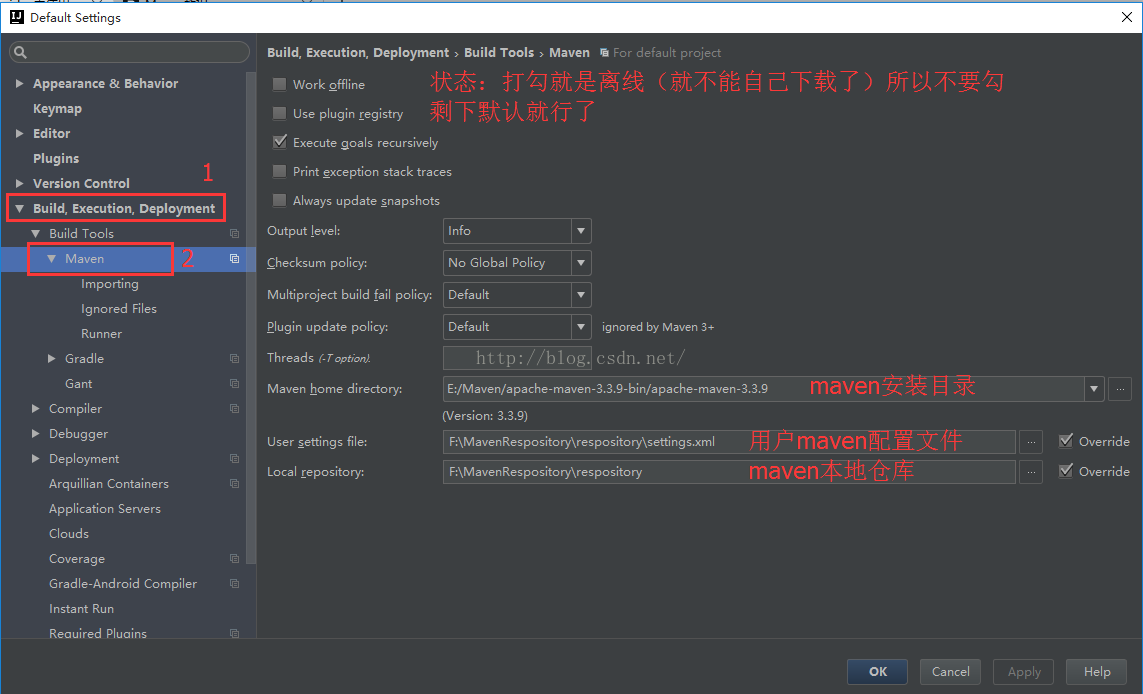 Default Settings
Build, Execution, Deployment › Build Tools › Maven For default project
Appearance & Behavior
Keymap
Editor
Plugins
Version Control
1
Build, Execution, Deployment
Build Tools
Maven
2
Importing
Ignored Files
Runner
Gradle
Gant
Compiler
Debugger
Deployment
Arquillian Containers
Application Servers
Clouds
Coverage
Gradle-Android Compiler
Instant Run
Required Plugins
Work offline
状态：打勾就是离线（就不能自己下载了）所以不要勾
剩下默认就行了
Use plugin registry
Execute goals recursively
Print exception stack traces
Always update snapshots
Output level: Info
Checksum policy: No Global Policy
Multiproject build fail policy: Default
Plugin update policy: Default ignored by Maven 3+
Threads (-T option). http://blog.csdn.net/
Maven home directory: E:/Maven/apache-maven-3.3.9-bin/apache-maven-3.3.9 maven安装目录 ...
(Version: 3.3.9)
User settings file: F:\MavenRespository\respository\settings.xml 用户maven配置文件 ... Override
Local repository: F:\MavenRespository\respository maven本地仓库 ... Override
OK Cancel Apply Help